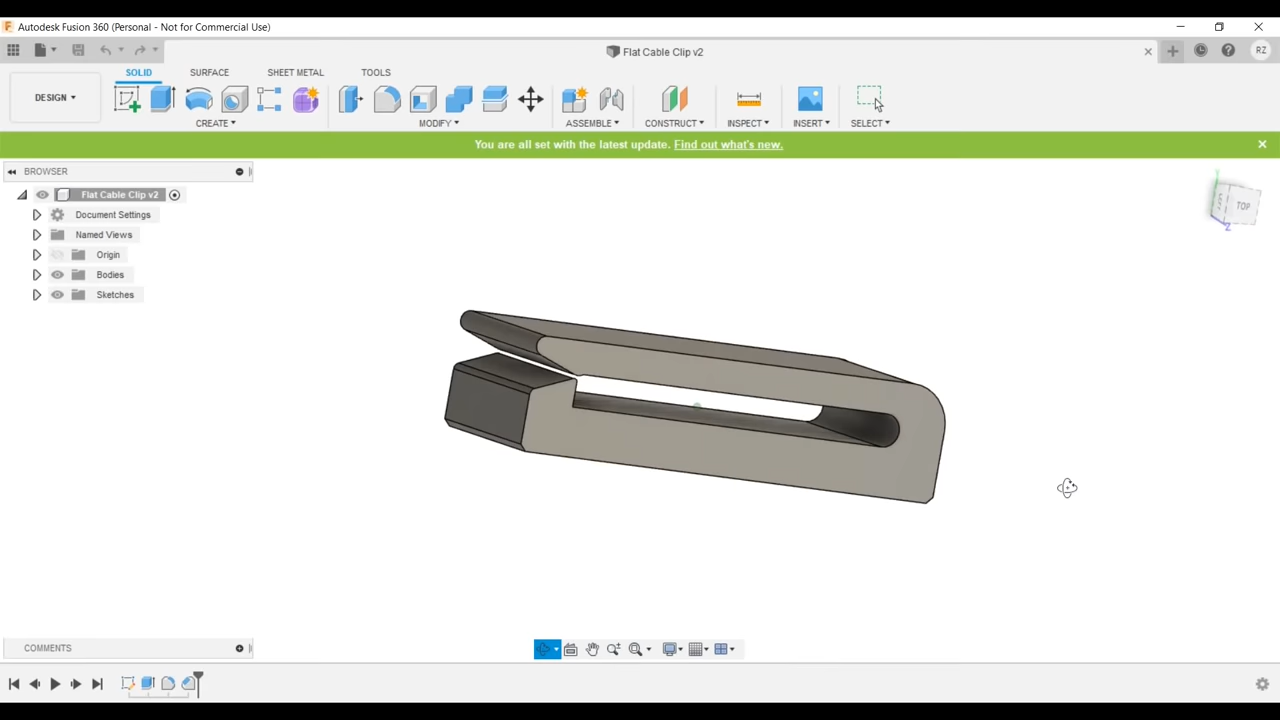 Autodesk Fusion 360 (Personal - Not for Commercial Use)
Flat Cable Clip v2
RZ
SOLID SURFACE SHEET METAL TOOLS
DESIGN
CREATE MODIFY ASSEMBLE CONSTRUCT INSPECT INSERT SELECT
You are all set with the latest update. Find out what's new.
BROWSER
Flat Cable Clip v2
Document Settings
Named Views
Origin
Bodies
Sketches
TOP
LEFT
Z
COMMENTS